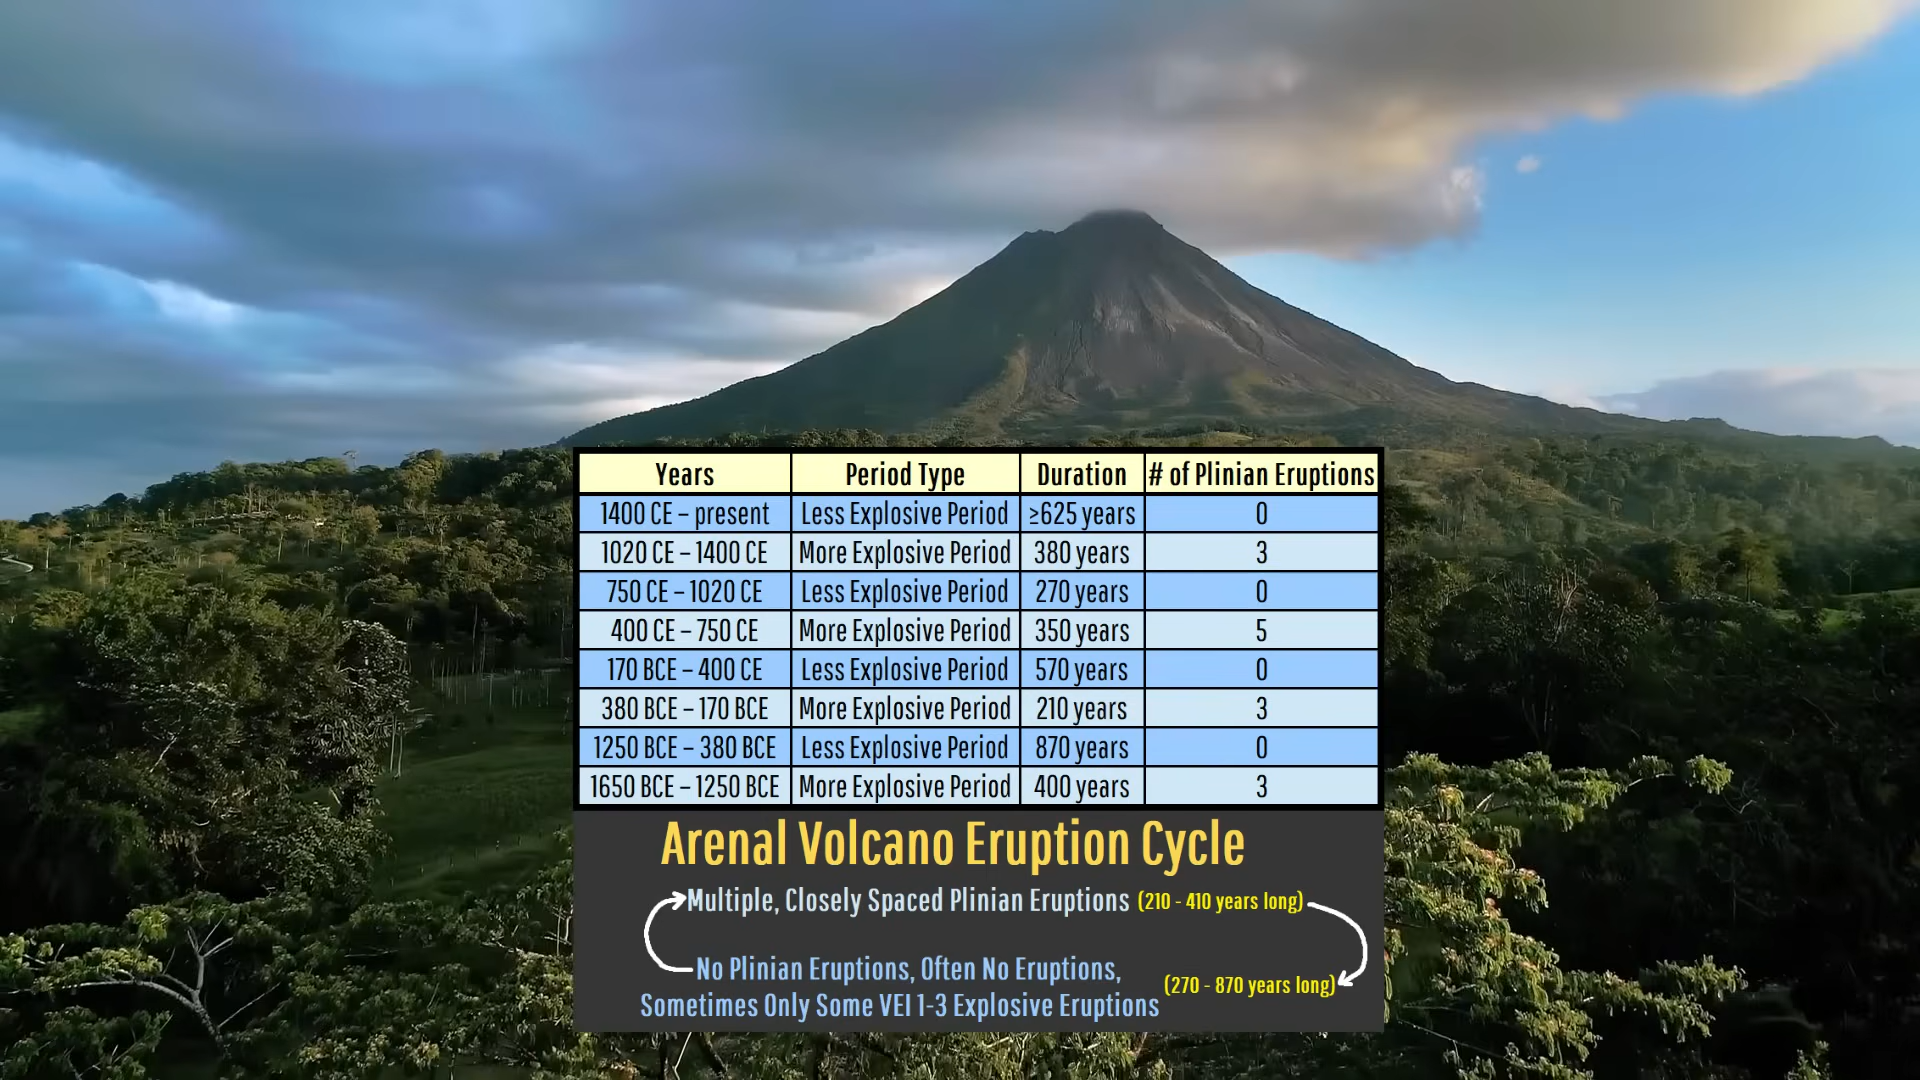 Years Period Type Duration # of Plinian Eruptions
1400 CE – present Less Explosive Period ≥625 years 0
1020 CE – 1400 CE More Explosive Period 380 years 3
750 CE – 1020 CE Less Explosive Period 270 years 0
400 CE – 750 CE More Explosive Period 350 years 5
170 BCE – 400 CE Less Explosive Period 570 years 0
380 BCE – 170 BCE More Explosive Period 210 years 3
1250 BCE – 380 BCE Less Explosive Period 870 years 0
1650 BCE – 1250 BCE More Explosive Period 400 years 3
Arenal Volcano Eruption Cycle
Multiple, Closely Spaced Plinian Eruptions (210 - 410 years long)
No Plinian Eruptions, Often No Eruptions,
Sometimes Only Some VEI 1-3 Explosive Eruptions
(270 - 870 years long)